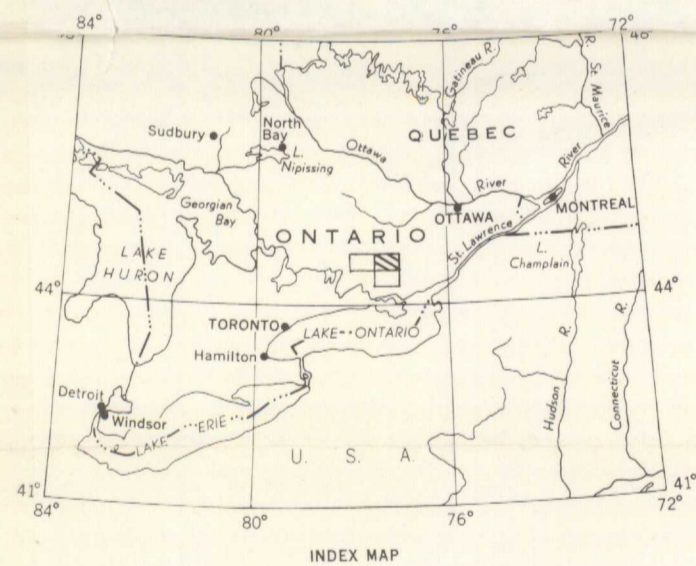 84°
72°
80°
Gatineau R.
R.
St. Maurice
Sudbury
North
Bay
L.
Nipissing
QUEBEC
Ottawa
River
River
Georgian
Bay
OTTAWA
MONTREAL
ONTARIO
St. Lawrence
L.
Champlain
LAKE
HURON
44°
44°
TORONTO
LAKE ONTARIO
Hamilton
R.
R.
Hudson
Connecticut
Detroit
Windsor
LAKE ERIE
U. S. A.
41°
41°
84°
80°
76°
72°
INDEX MAP